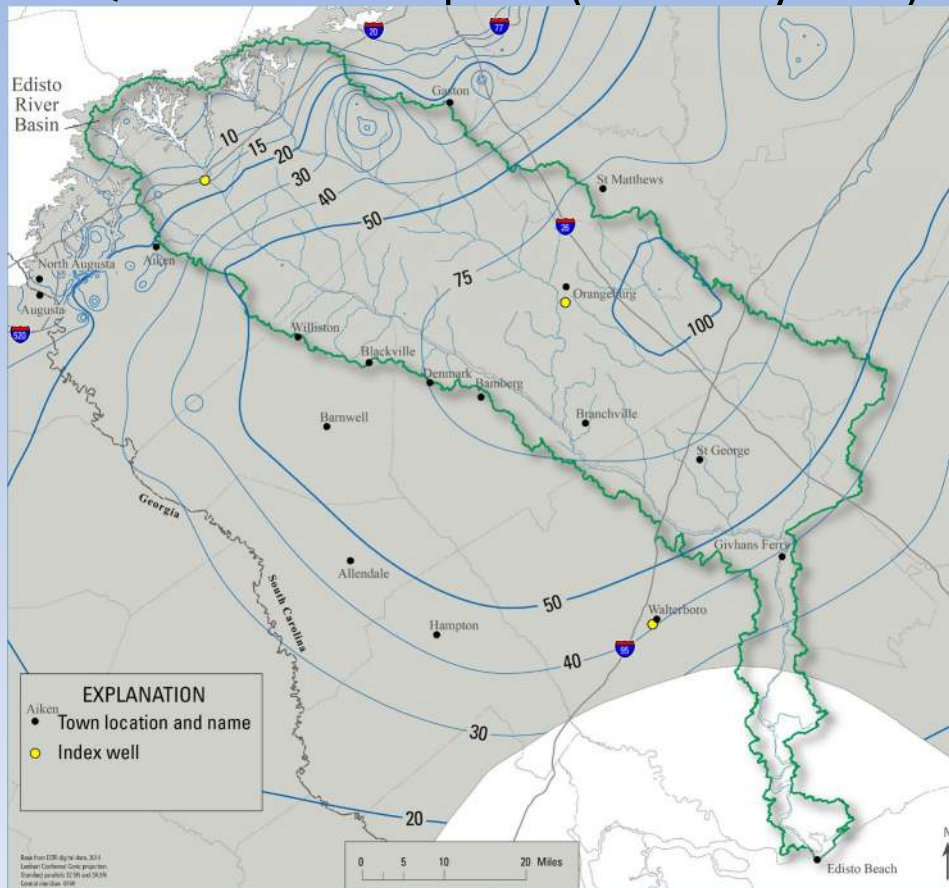 20
77
Edisto
River
Basin
Gaston
10
15
20
30
40
50
St Matthews
26
75
Orangeburg
100
Aiken
North Augusta
Augusta
520
Williston
Blackville
Denmark
Bamberg
Barnwell
Branchville
St George
Georgia
South Carolina
Givhans Ferry
Allendale
50
Walterboro
Hampton
40
95
30
20
EXPLANATION
Aiken
Town location and name
Index well
0 5 10 20 Miles
Edisto Beach